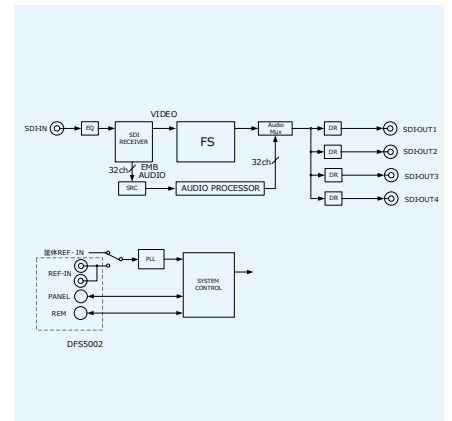 VIDEO
SDI-IN
EQ
SDI
RECEIVER
FS
Audio
Mux
DR
SDI-OUT1
DR
SDI-OUT2
DR
SDI-OUT3
DR
SDI-OUT4
32ch
EMB
AUDIO
32ch
SRC
AUDIO PROCESSOR
筐体REF-IN
REF-IN
PLL
SYSTEM
CONTROL
PANEL
REM
DFS5002